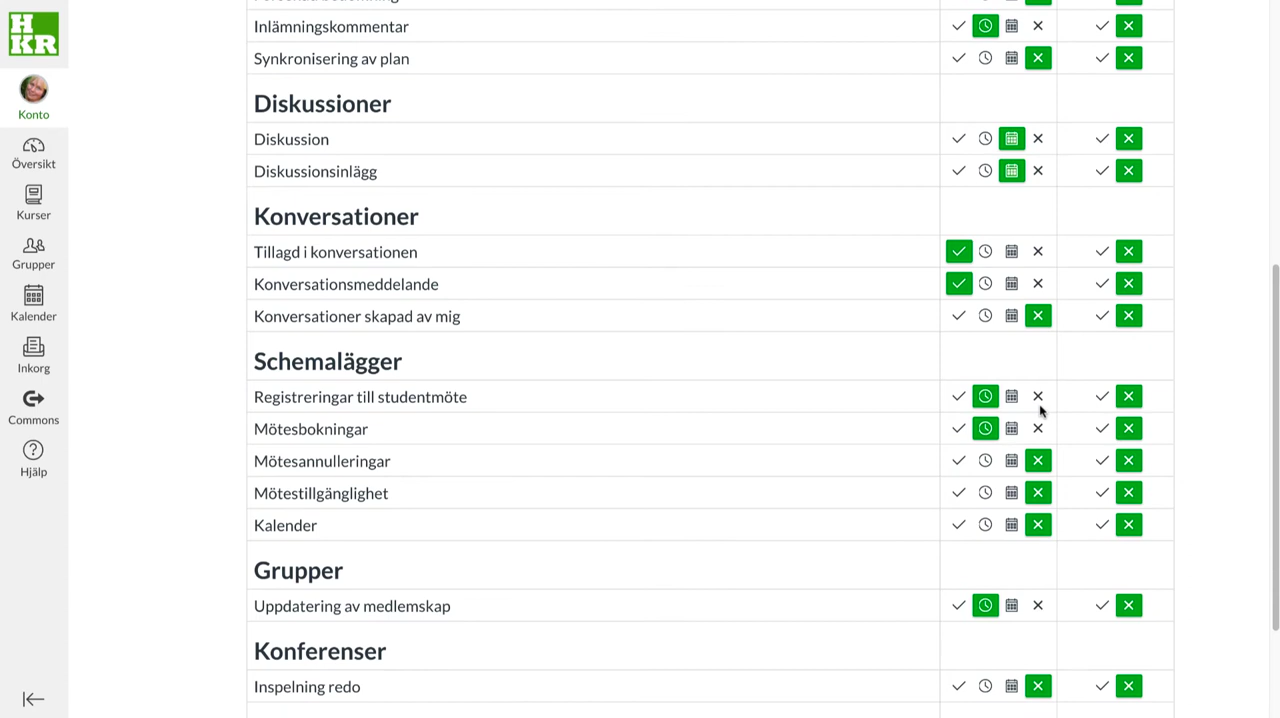 HKR
Konto
Översikt
Kurser
Grupper
Kalender
Inkorg
Commons
Hjälp
Inlämningskommentar
Synkronisering av plan
Diskussioner
Diskussion
Diskussionsinlägg
Konversationer
Tillagd i konversationen
Konversationsmeddelande
Konversationer skapad av mig
Schemalägger
Registreringar till studentmöte
Mötesbokningar
Mötesannulleringar
Mötestillgänglighet
Kalender
Grupper
Uppdatering av medlemskap
Konferenser
Inspelning redo